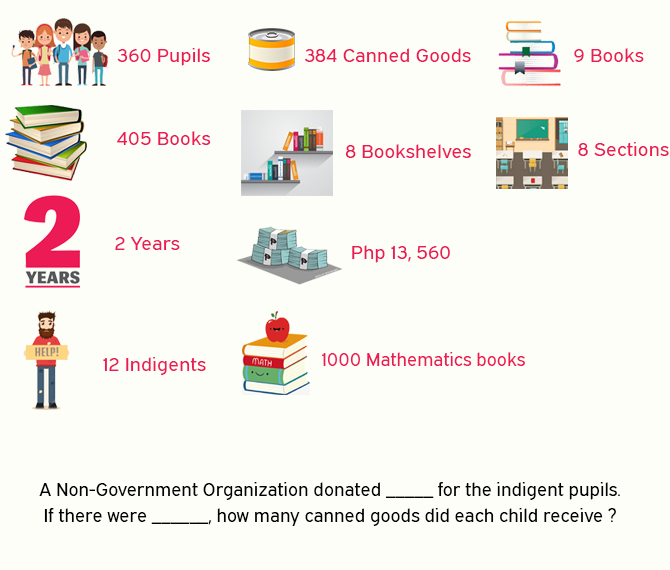 360 Pupils
384 Canned Goods
9 Books
405 Books
8 Bookshelves
8 Sections
2
YEARS
2 Years
Php 13, 560
HELP!
12 Indigents
MATH
1000 Mathematics books
A Non-Government Organization donated _____ for the indigent pupils.
If there were ______, how many canned goods did each child receive ?